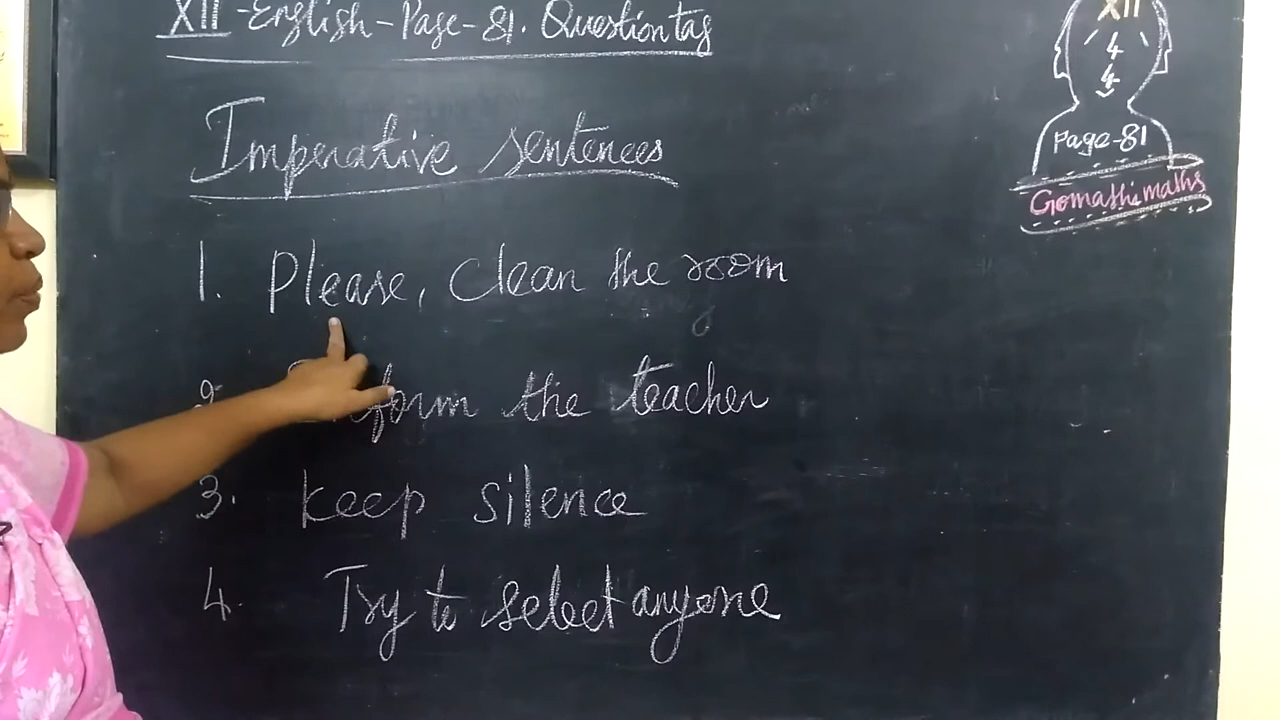 XII - English - Page - 81. Question tag
Imperative sentences
1. Please, clean the room
2. form the teacher
3. keep silence
4. Try to select anyone
XII
Page-81
Gomathi maths